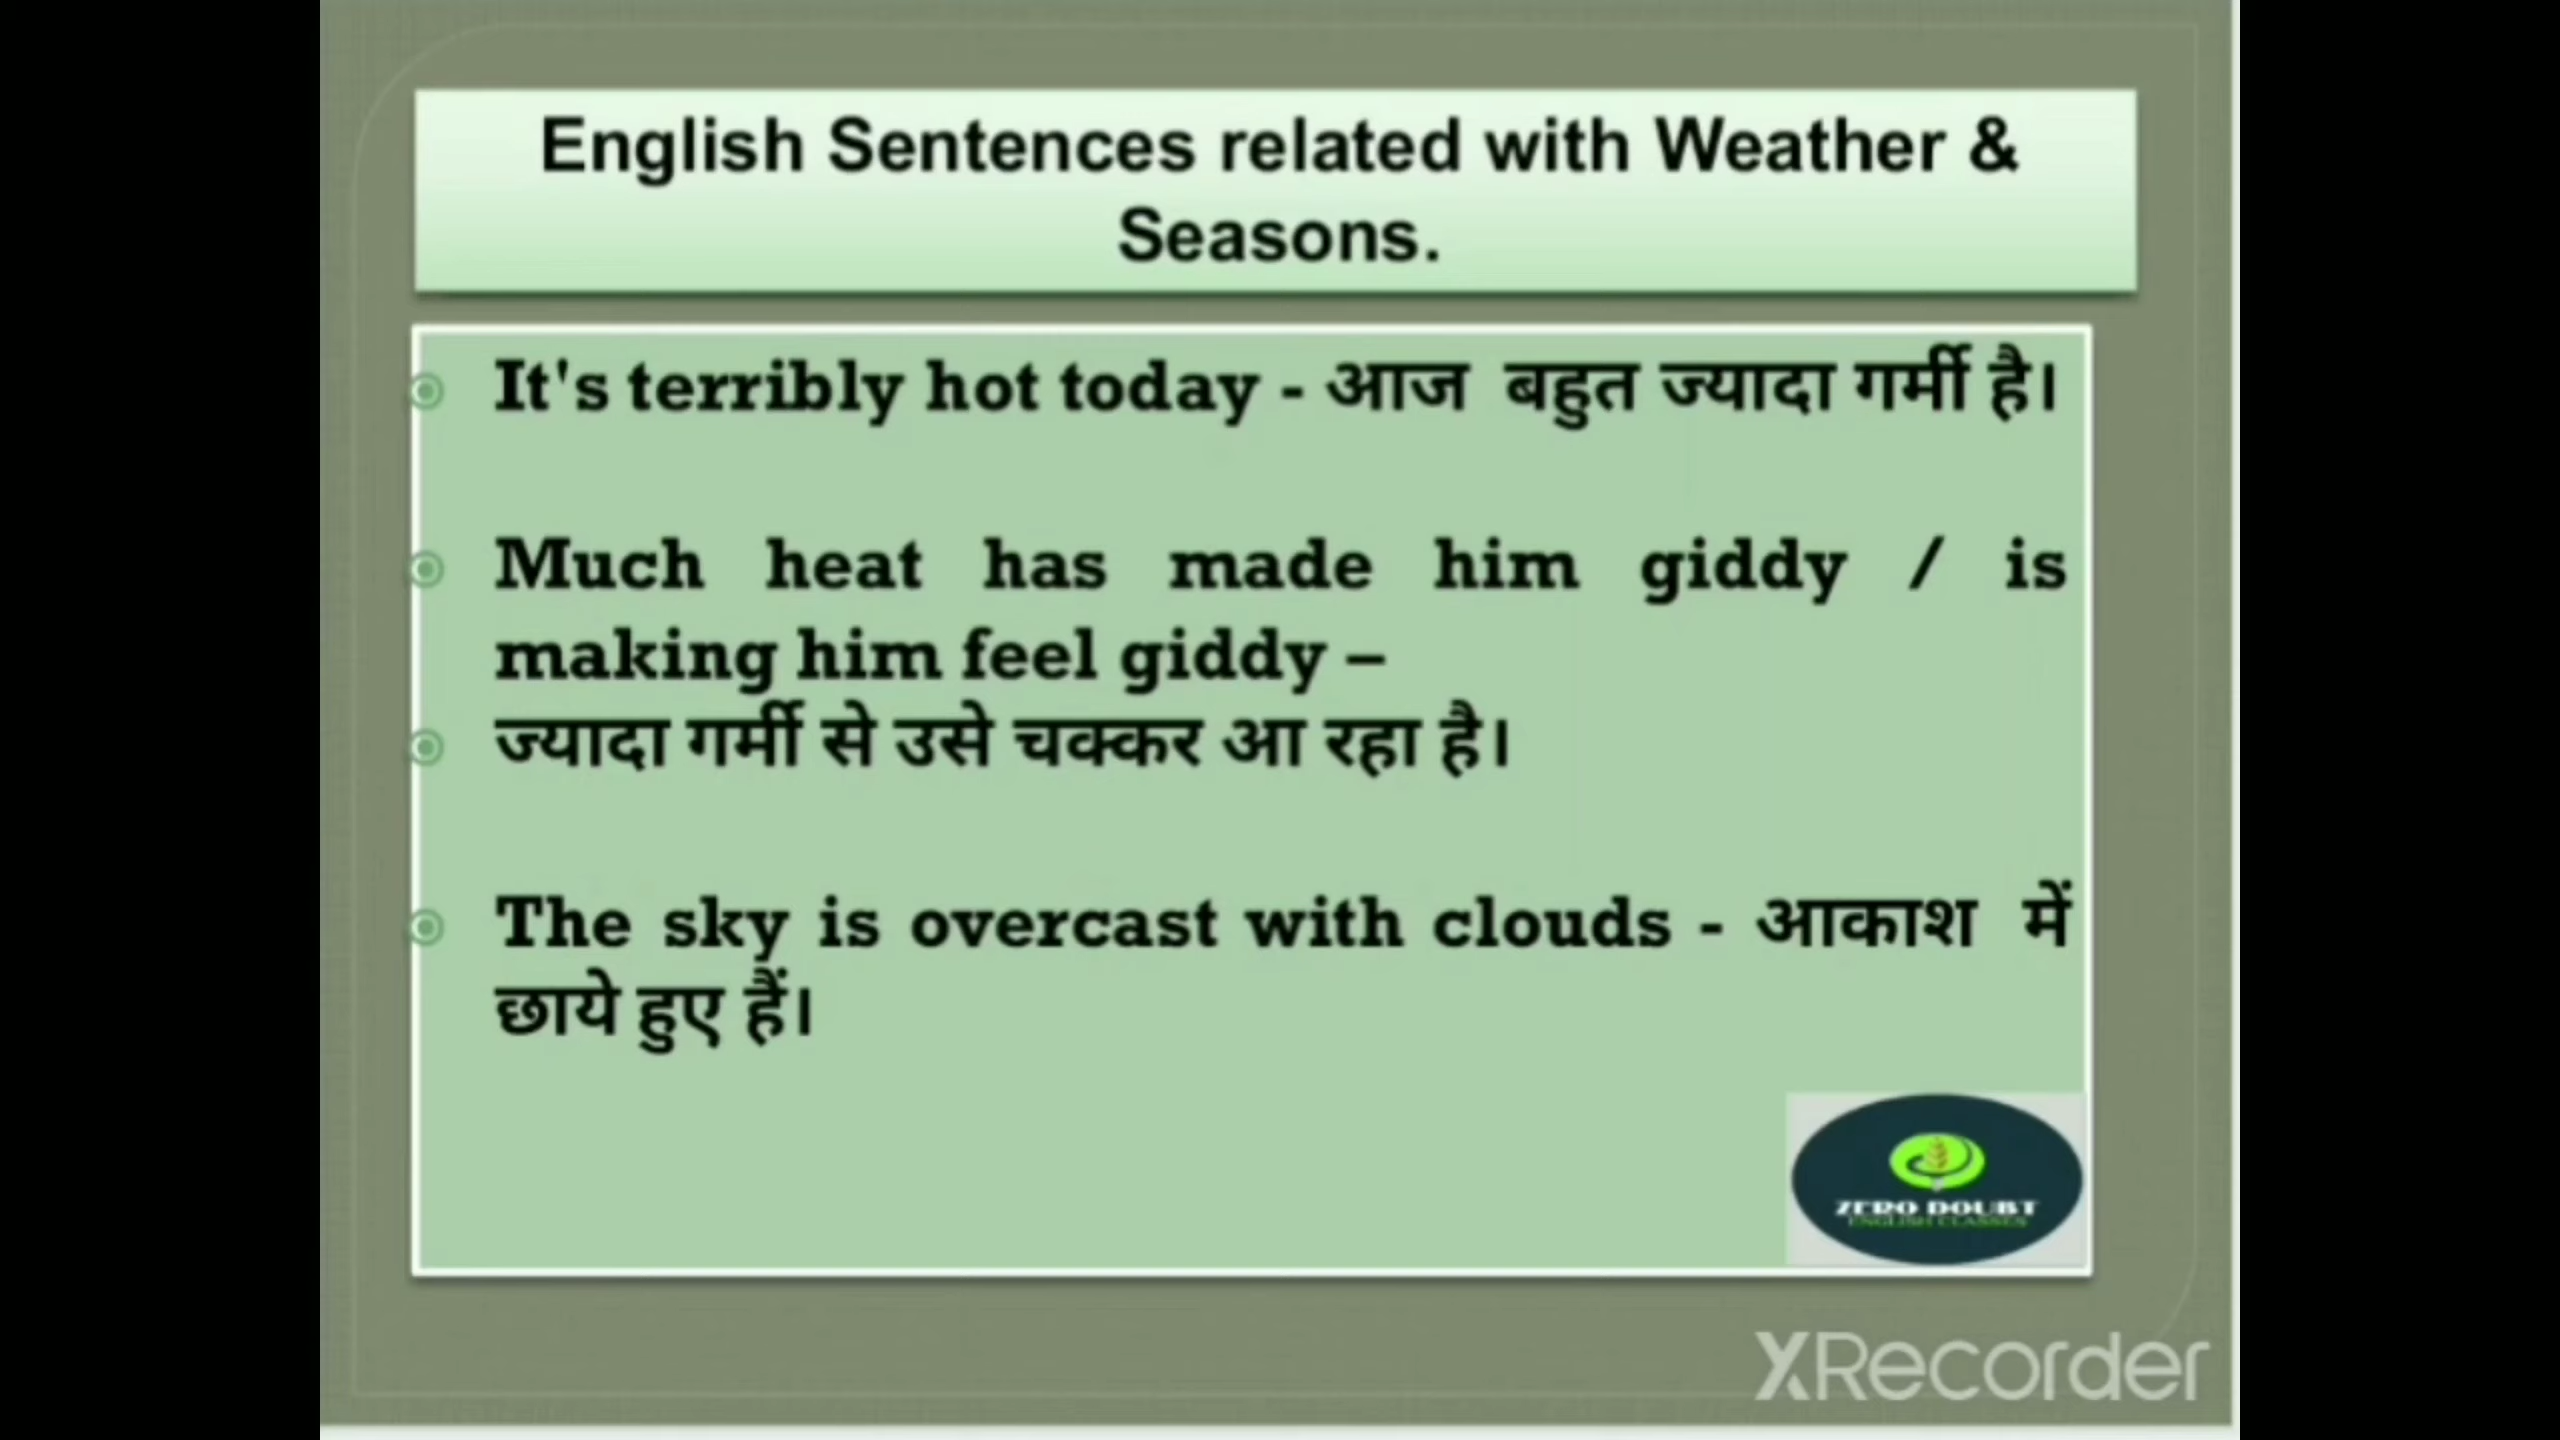 English Sentences related with Weather &
Seasons.
It's terribly hot today - आज बहुत ज्यादा गर्मी है।
Much heat has made him giddy / is
making him feel giddy –
ज्यादा गर्मी से उसे चक्कर आ रहा है।
The sky is overcast with clouds - आकाश में
छाये हुए हैं।
ZERO DOUBT
ENGLISH CLASSES
XRecorder